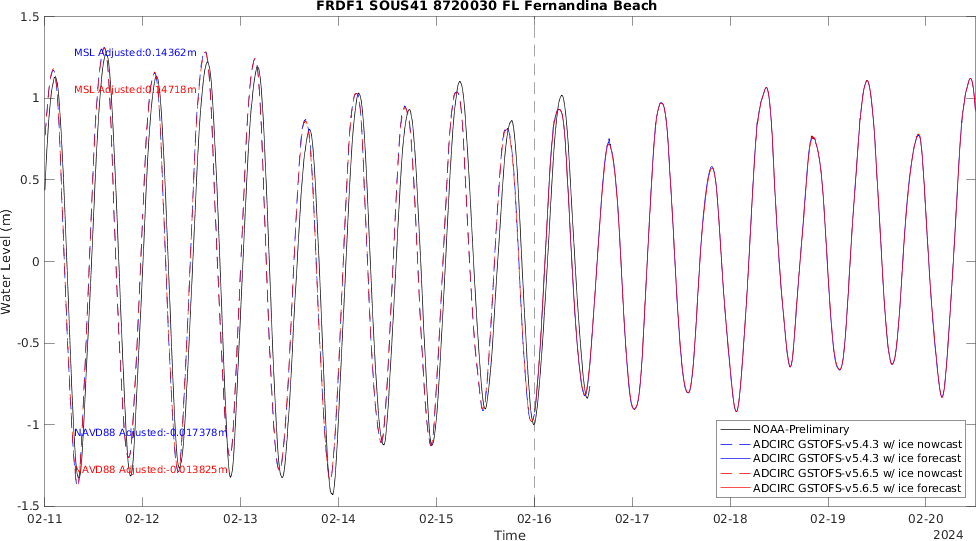 FRDF1 SOUS41 8720030 FL Fernandina Beach
1.5
1
0.5
0
-0.5
-1
-1.5
Water Level (m)
MSL Adjusted:0.14362m
MSL Adjusted:0.14718m
NAVD88 Adjusted:-0.017378m
NAVD88 Adjusted:-0.013825m
NOAA-Preliminary
ADCIRC GSTOFS-v5.4.3 w/ ice nowcast
ADCIRC GSTOFS-v5.4.3 w/ ice forecast
ADCIRC GSTOFS-v5.6.5 w/ ice nowcast
ADCIRC GSTOFS-v5.6.5 w/ ice forecast
02-11 02-12 02-13 02-14 02-15 02-16 02-17 02-18 02-19 02-20
Time
2024